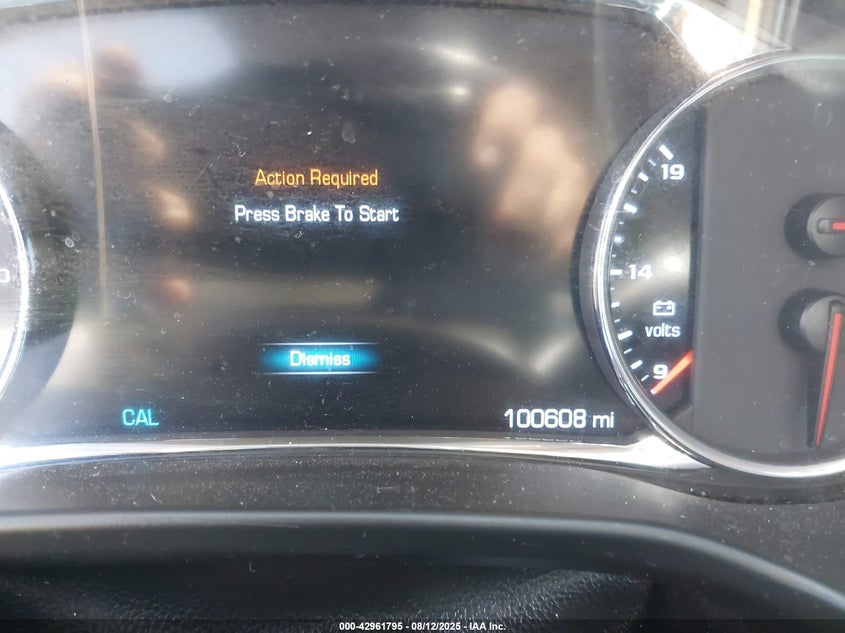 Action Required
Press Brake To Start
19
14
volts
9
Dismiss
CAL
100608 mi
000-42961795 - 08/12/2025 - IAA Inc.